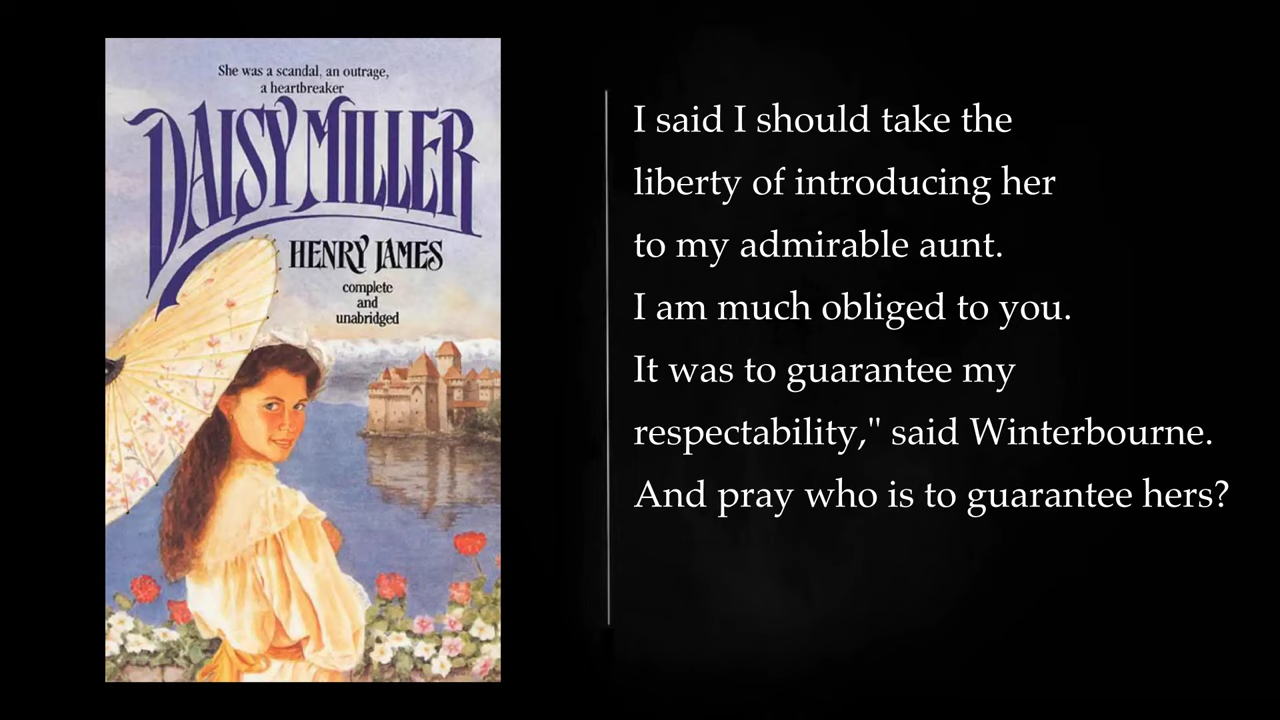 She was a scandal, an outrage,
a heartbreaker
DAISY MILLER
HENRY JAMES
complete
and
unabridged
I said I should take the
liberty of introducing her
to my admirable aunt.
I am much obliged to you.
It was to guarantee my
respectability," said Winterbourne.
And pray who is to guarantee hers?